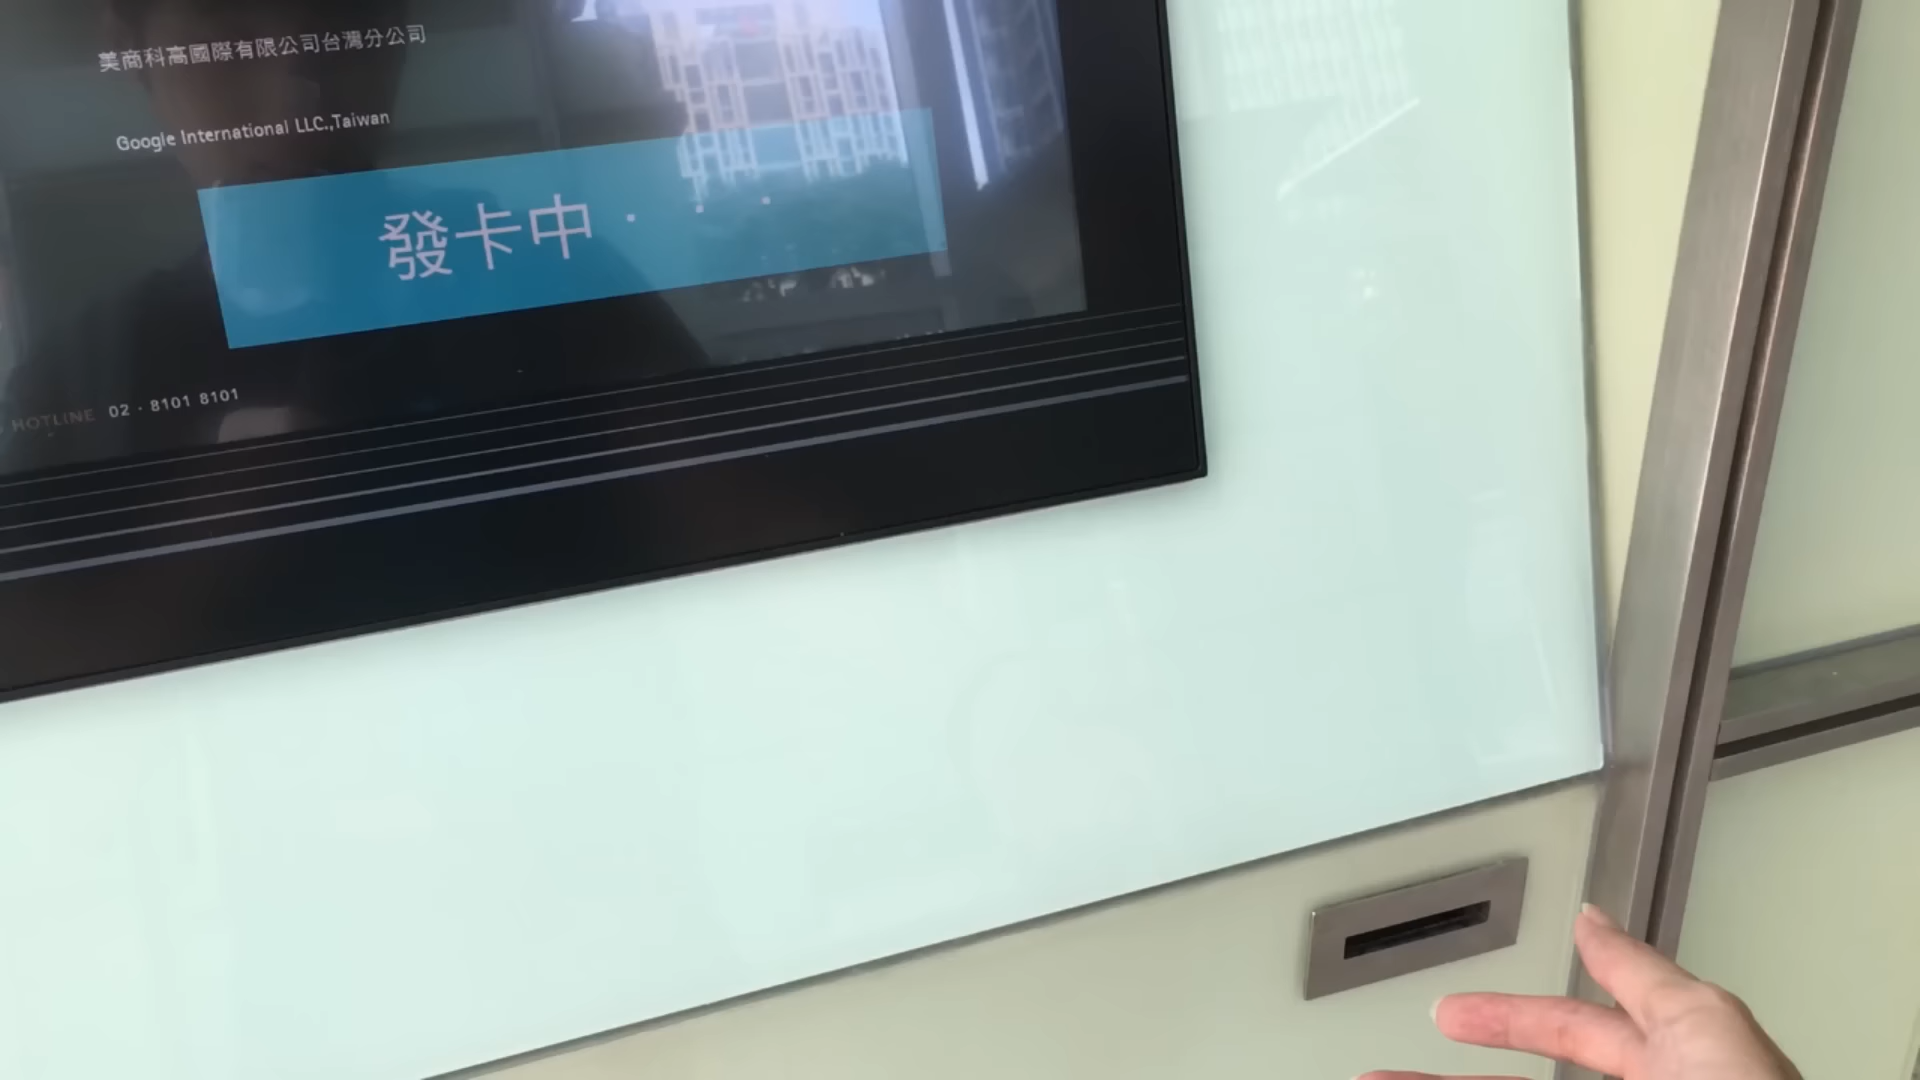 美商科高國際有限公司台灣分公司
Google International LLC.,Taiwan
發卡中 · · ·
HOTLINE 02 · 8101 8101